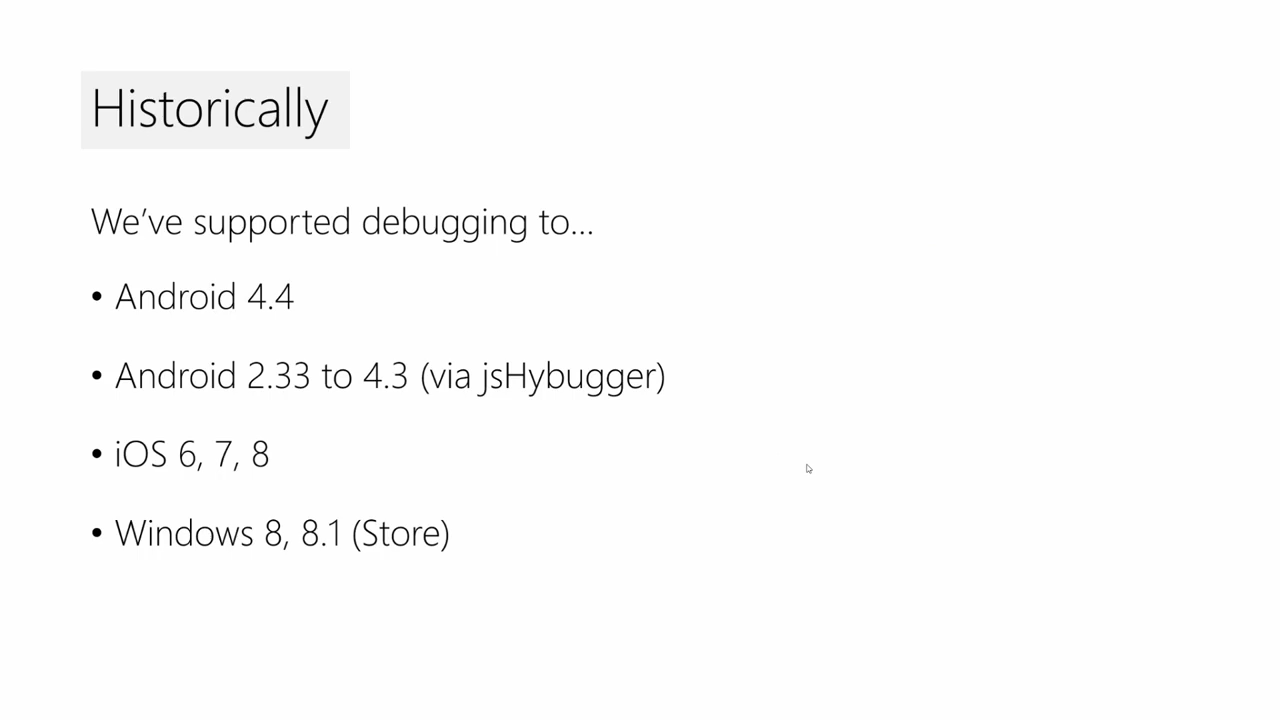 Historically
We've supported debugging to...
• Android 4.4
• Android 2.33 to 4.3 (via jsHybugger)
• iOS 6, 7, 8
• Windows 8, 8.1 (Store)